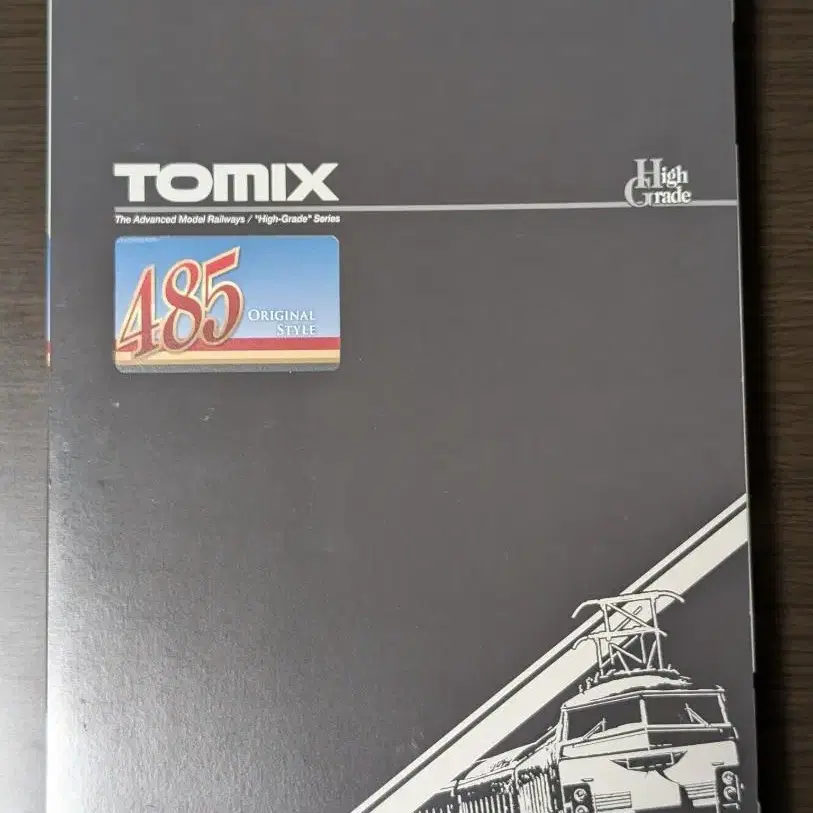 TOMIX
High
Grade
The Advanced Model Railways / "High-Grade" Series
485
ORIGINAL
STYLE